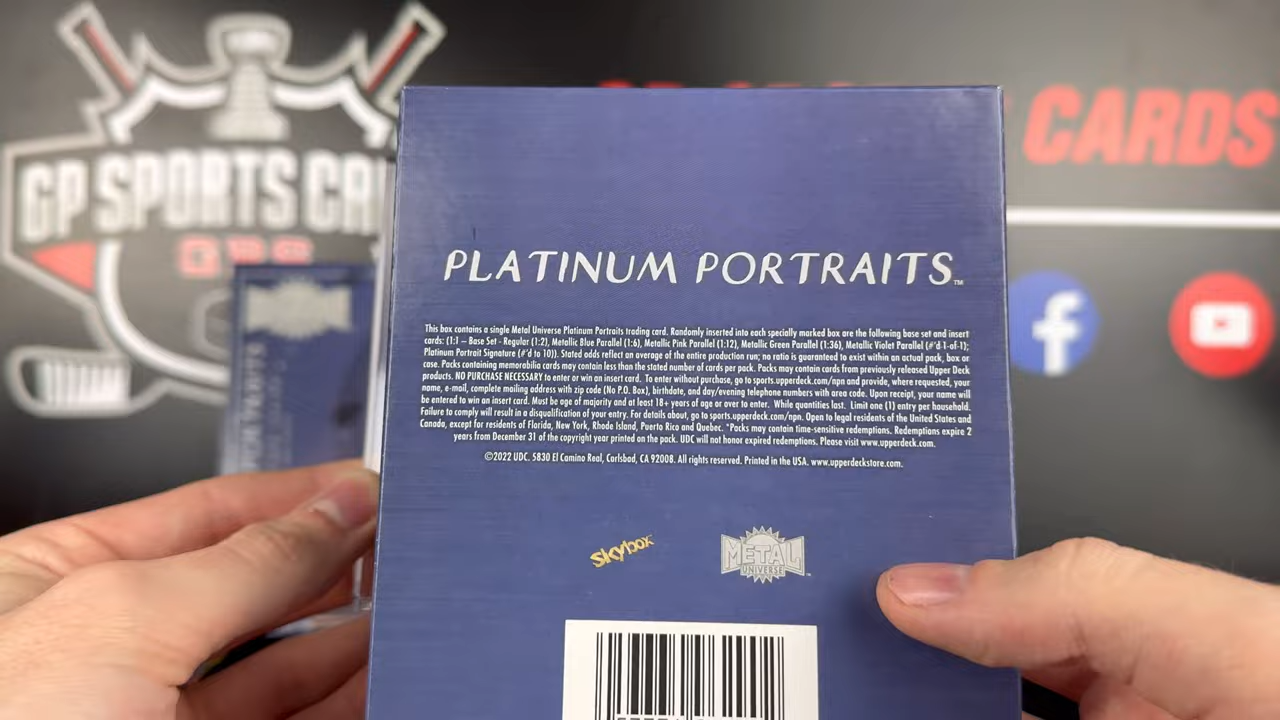 CARDS
GP SPORTS CA
PLATINUM PORTRAITS™
This box contains a single Metal Universe Platinum Portraits trading card. Randomly inserted into each specially marked box are the following base set and insert
cards: (1:1 – Base Set - Regular (1:2), Metallic Blue Parallel (1:6), Metallic Pink Parallel (1:12), Metallic Green Parallel (1:36), Metallic Violet Parallel (#'d 1-of-1);
Platinum Portrait Signature (#'d to 10)). Stated odds reflect an average of the entire production run; no ratio is guaranteed to exist within an actual pack, box or
case. Packs containing memorabilia cards may contain less than the stated number of cards per pack. Packs may contain cards from previously released Upper Deck
products. NO PURCHASE NECESSARY to enter or win an insert card. To enter without purchase, go to sports.upperdeck.com/npn and provide, where requested, your
name, e-mail, complete mailing address with zip code (No P.O. Box), birthdate, and day/evening telephone numbers with area code. Upon receipt, your name will
be entered to win an insert card. Must be age of majority and at least 18+ years of age or over to enter. While quantities last. Limit one (1) entry per household.
Failure to comply will result in a disqualification of your entry. For details about, go to sports.upperdeck.com/npn. Open to legal residents of the United States and
Canada, except for residents of Florida, New York, Rhode Island, Puerto Rico and Quebec. *Packs may contain time-sensitive redemptions. Redemptions expire 2
years from December 31 of the copyright year printed on the pack. UDC will not honor expired redemptions. Please visit www.upperdeck.com.
©2022 UDC. 5830 El Camino Real, Carlsbad, CA 92008. All rights reserved. Printed in the USA. www.upperdeckstore.com.
skybox
METAL
UNIVERSE™